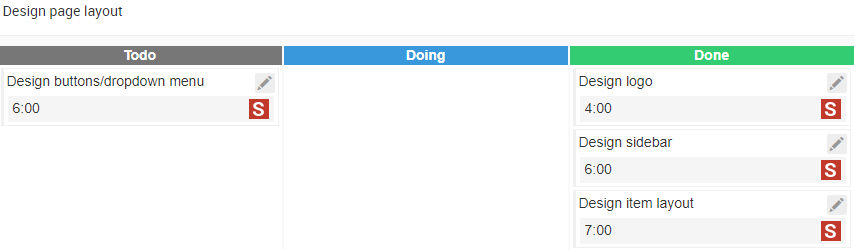 Design page layout
Todo
Doing
Done
Design buttons/dropdown menu
6:00 S
Design logo
4:00 S
Design sidebar
6:00 S
Design item layout
7:00 S